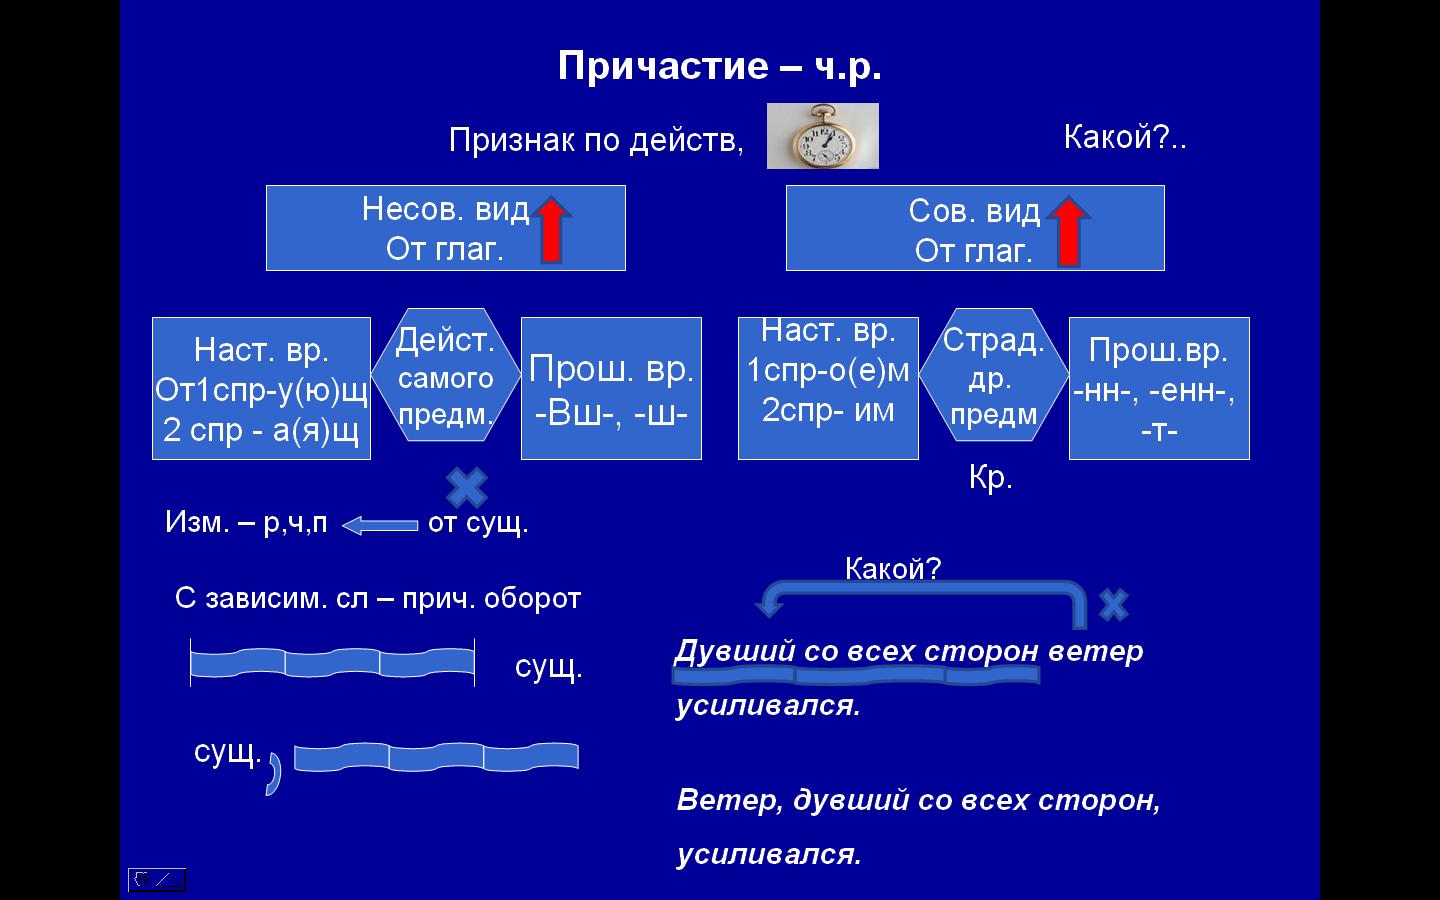 Причастие – ч.р.
Признак по действ,
Какой?..
Несов. вид
От глаг.
Сов. вид
От глаг.
Наст. вр.
От1спр-у(ю)щ
2 спр - а(я)щ
Дейст.
самого
предм.
Прош. вр.
-Вш-, -ш-
Наст. вр.
1спр-о(е)м
2спр- им
Страд.
др.
предм
Прош.вр.
-нн-, -енн-,
-т-
Кр.
Изм. – р,ч,п
от сущ.
С зависим. сл – прич. оборот
сущ.
сущ.
Какой?
Дувший со всех сторон ветер
усиливался.
Ветер, дувший со всех сторон,
усиливался.